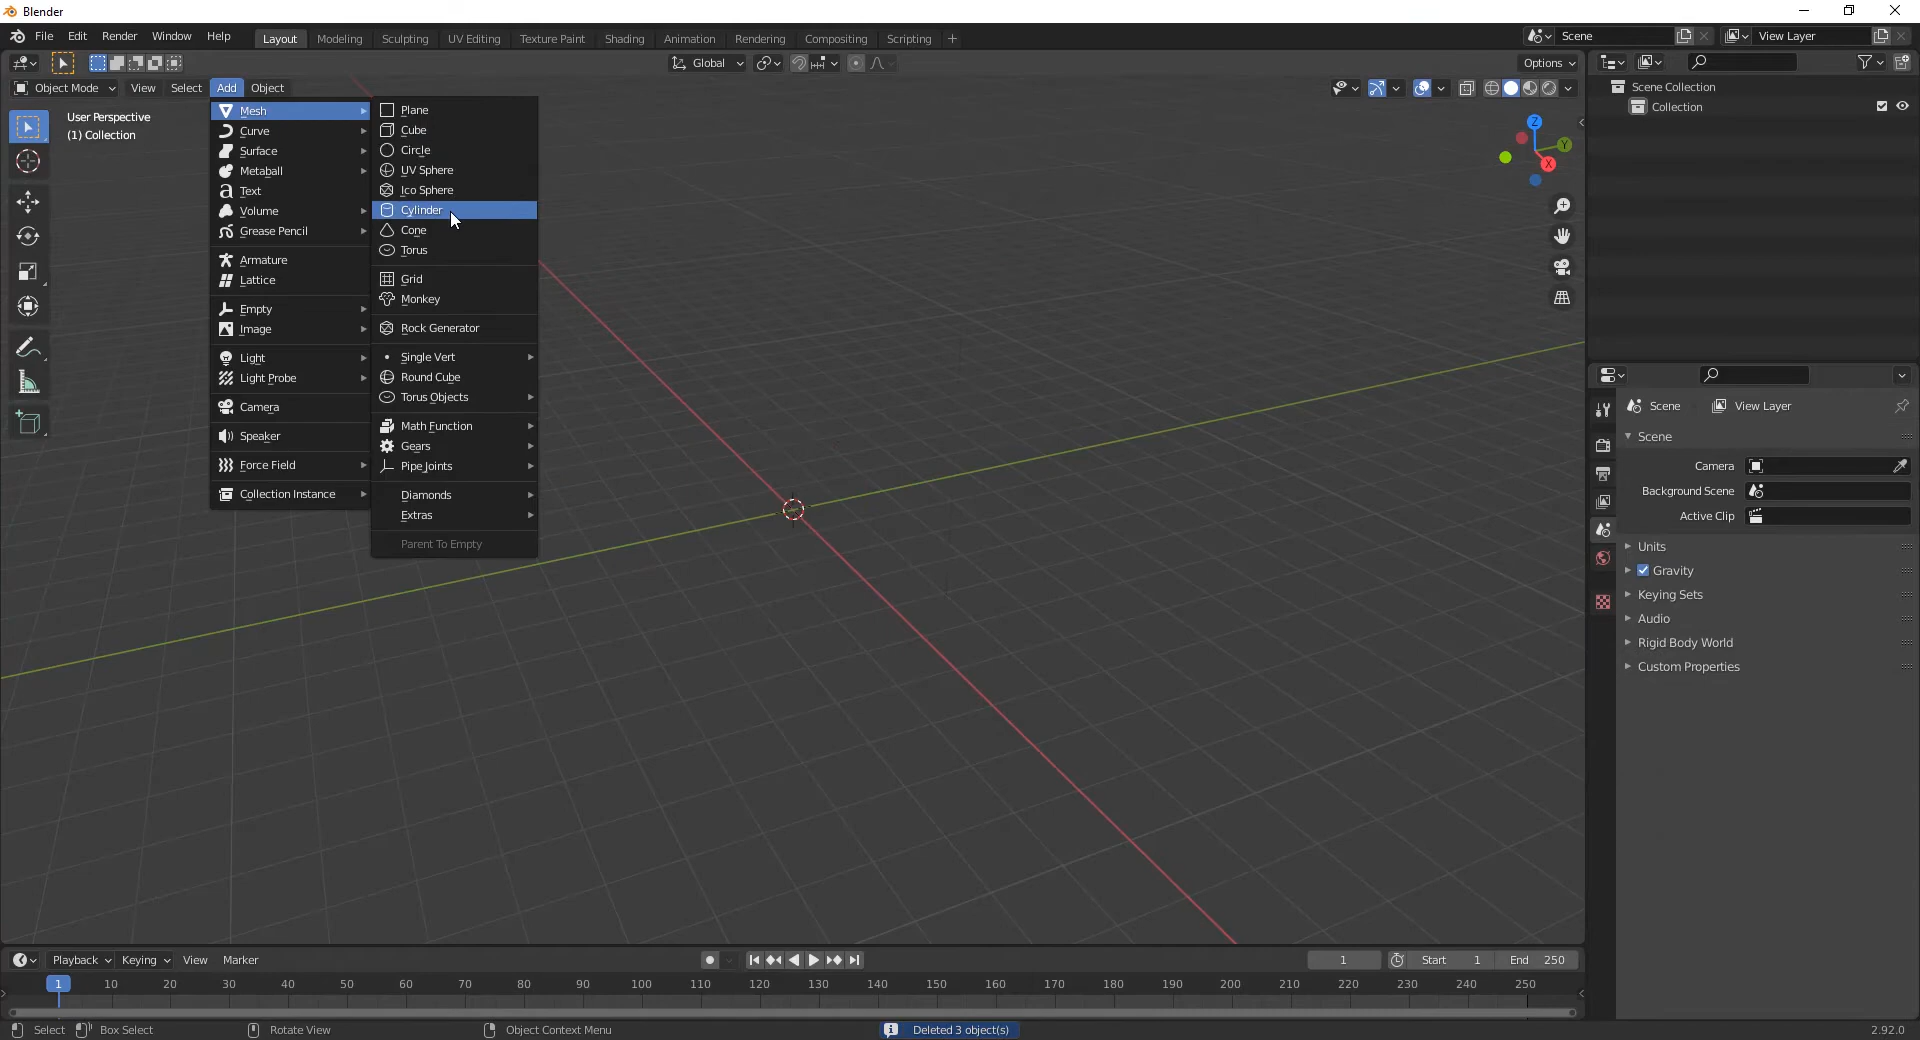 Blender
File Edit Render Window Help Layout Modeling Sculpting UV Editing Texture Paint Shading Animation Rendering Compositing Scripting + Scene View Layer
Global Options
Object Mode View Select Add Object
User Perspective
(1) Collection
Mesh
Curve
Surface
Metaball
Text
Volume
Grease Pencil
Armature
Lattice
Empty
Image
Light
Light Probe
Camera
Speaker
Force Field
Collection Instance
Plane
Cube
Circle
UV Sphere
Ico Sphere
Cylinder
Cone
Torus
Grid
Monkey
Rock Generator
Single Vert
Round Cube
Torus Objects
Math Function
Gears
Pipe Joints
Diamonds
Extras
Parent To Empty
Z
Y
X
Scene Collection
Collection
Scene View Layer
Scene
Camera
Background Scene
Active Clip
Units
Gravity
Keying Sets
Audio
Rigid Body World
Custom Properties
Playback Keying View Marker 1 Start 1 End 250
1 10 20 30 40 50 60 70 80 90 100 110 120 130 140 150 160 170 180 190 200 210 220 230 240 250
Select Box Select Rotate View Object Context Menu Deleted 3 object(s) 2.92.0